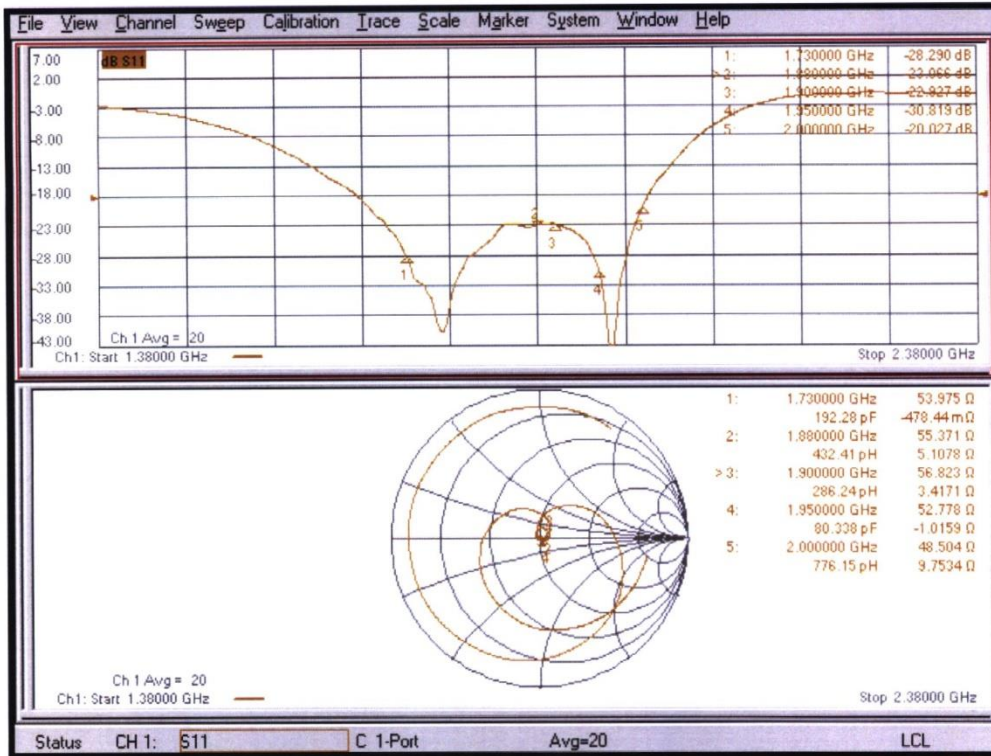 File View Channel Sweep Calibration Trace Scale Marker System Window Help
dB S11
7.00
2.00
-3.00
-8.00
-13.00
-18.00
-23.00
-28.00
-33.00
-38.00
-43.00
1: 1.730000 GHz -28.290 dB
> 2: 1.880000 GHz -23.066 dB
3: 1.900000 GHz -22.927 dB
4: 1.950000 GHz -30.819 dB
5: 2.000000 GHz -20.027 dB
1
2
3
4
5
Ch 1 Avg = 20
Ch1: Start 1.38000 GHz
Stop 2.38000 GHz
1: 1.730000 GHz 53.975 Ω
192.28 pF -478.44 mΩ
2: 1.880000 GHz 55.371 Ω
432.41 pH 5.1078 Ω
> 3: 1.900000 GHz 56.823 Ω
286.24 pH 3.4171 Ω
4: 1.950000 GHz 52.778 Ω
80.338 pF -1.0159 Ω
5: 2.000000 GHz 48.504 Ω
776.15 pH 9.7534 Ω
Ch 1 Avg = 20
Ch1: Start 1.38000 GHz
Stop 2.38000 GHz
Status CH 1: S11 C 1-Port Avg=20 LCL